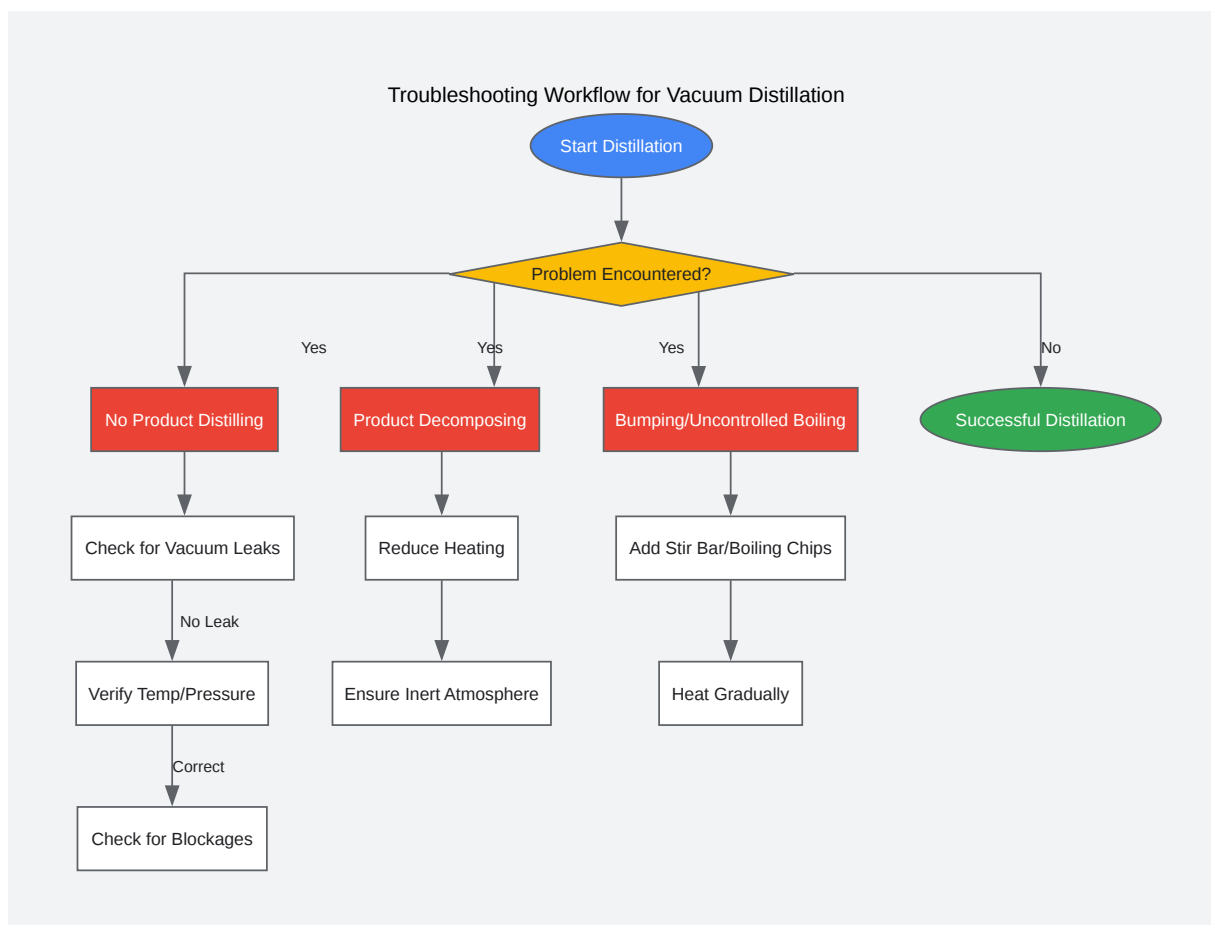 Troubleshooting Workflow for Vacuum Distillation
Start Distillation
Problem Encountered?
Yes
Yes
Yes
No
No Product Distilling
Product Decomposing
Bumping/Uncontrolled Boiling
Successful Distillation
Check for Vacuum Leaks
Reduce Heating
Add Stir Bar/Boiling Chips
No Leak
Verify Temp/Pressure
Ensure Inert Atmosphere
Heat Gradually
Correct
Check for Blockages